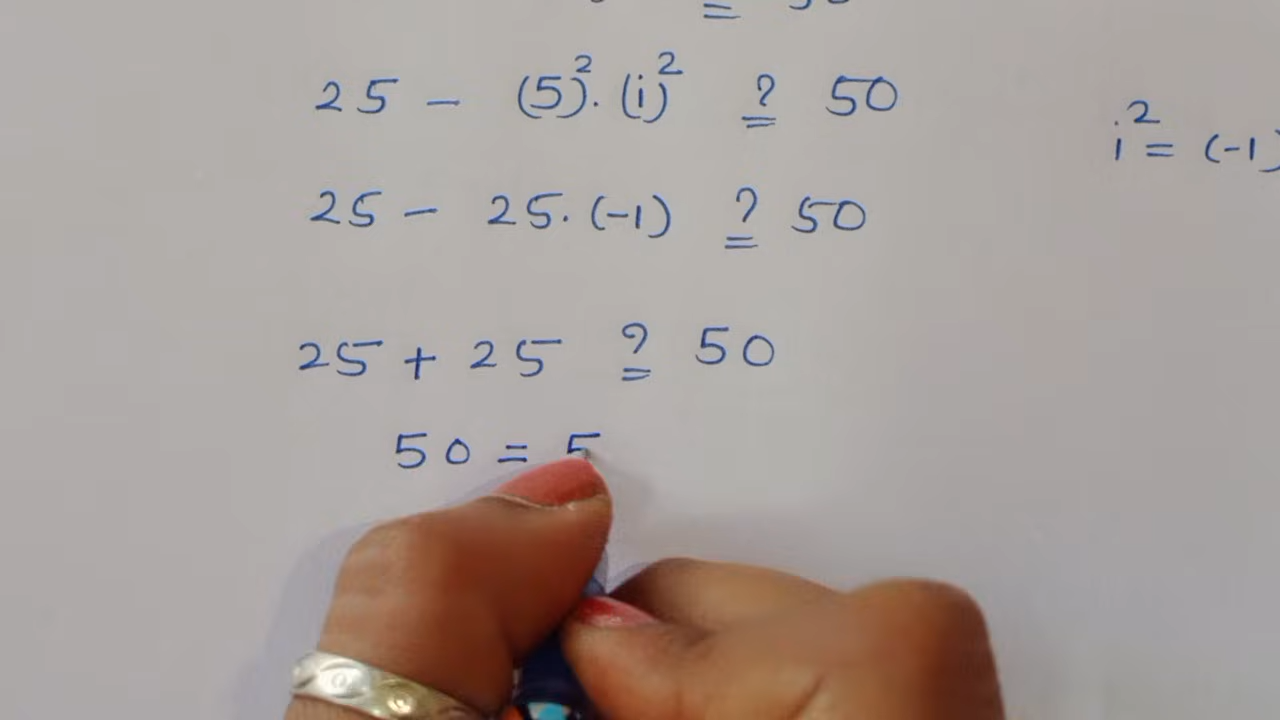 25 - (5)². (i)² ≟ 50
i² = (-1)
25 - 25. (-1) ≟ 50
25 + 25 ≟ 50
50 = 5